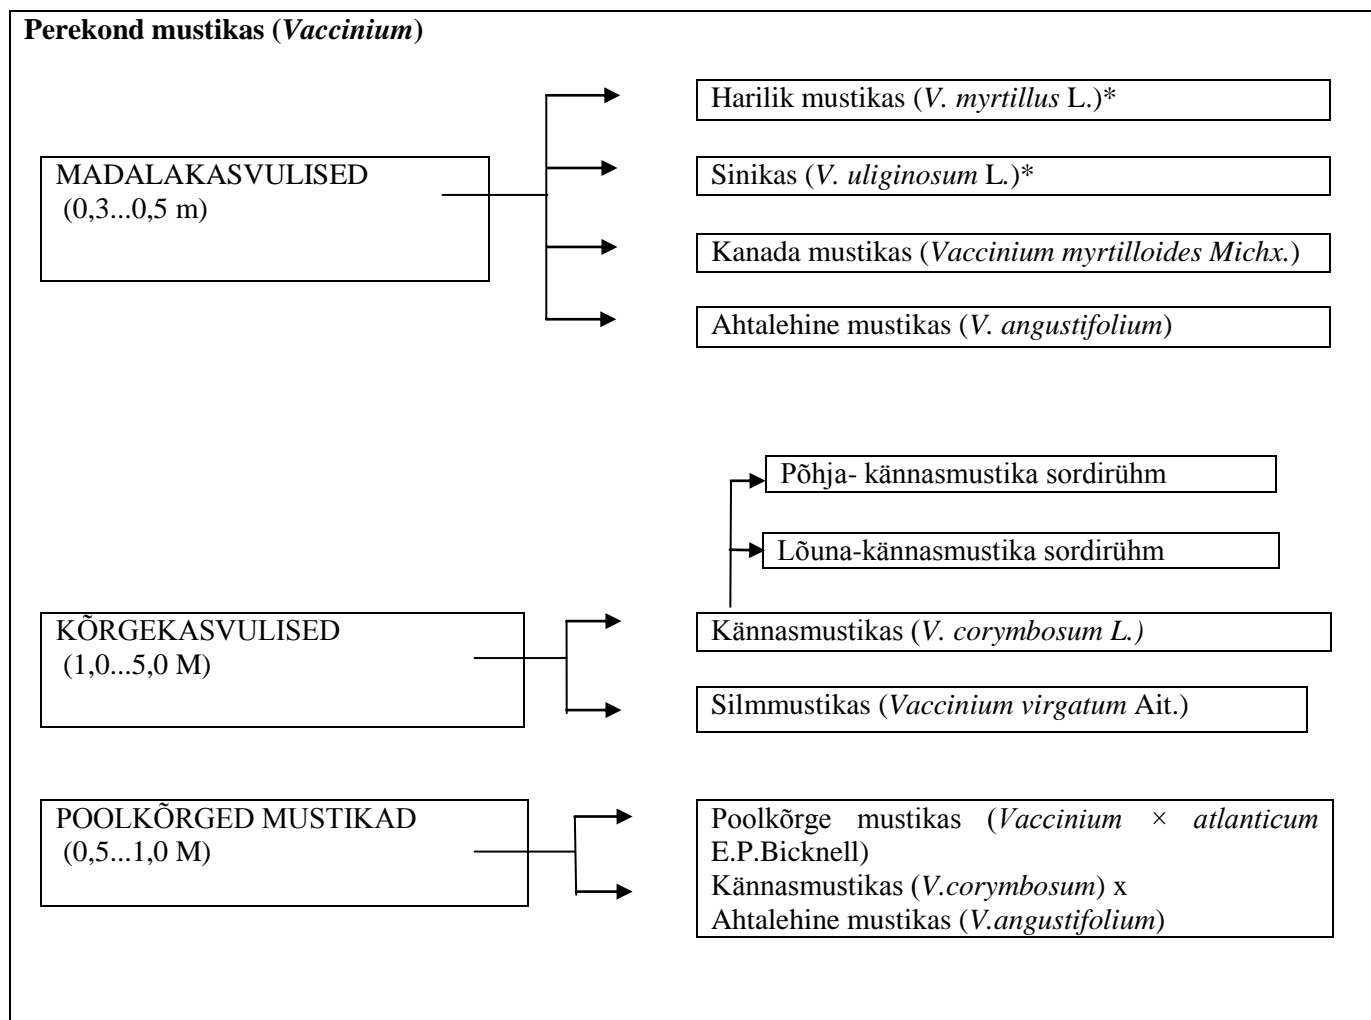 Perekond mustikas (Vaccinium)
Harilik mustikas (V. myrtillus L.)*
MADALAKASVULISED
(0,3...0,5 m)
Sinikas (V. uliginosum L.)*
Kanada mustikas (Vaccinium myrtilloides Michx.)
Ahtalehine mustikas (V. angustifolium)
Põhja- kännasmustika sordirühm
Lõuna-kännasmustika sordirühm
KÕRGEKASVULISED
(1,0...5,0 M)
Kännasmustikas (V. corymbosum L.)
Silmmustikas (Vaccinium virgatum Ait.)
POOLKÕRGED MUSTIKAD
(0,5...1,0 M)
Poolkõrge mustikas (Vaccinium × atlanticum
E.P.Bicknell)
Kännasmustikas (V.corymbosum) x
Ahtalehine mustikas (V.angustifolium)